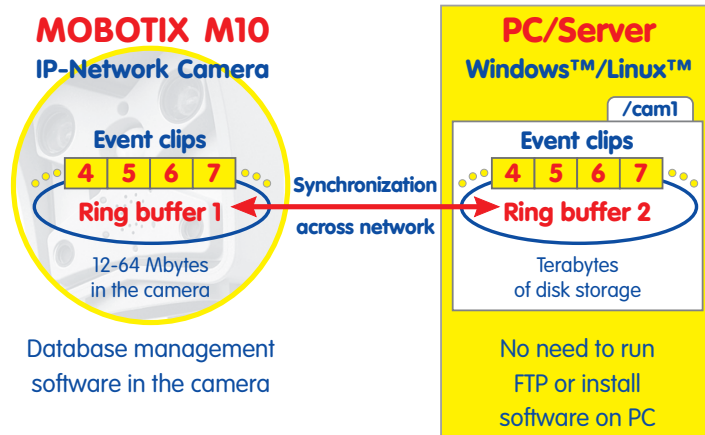 MOBOTIX M10
IP-Network Camera
Event clips
4 5 6 7
Ring buffer 1
12-64 Mbytes
in the camera
Database management
software in the camera
Synchronization
across network
PC/Server
Windows™/Linux™
/cam1
Event clips
4 5 6 7
Ring buffer 2
Terabytes
of disk storage
No need to run
FTP or install
software on PC